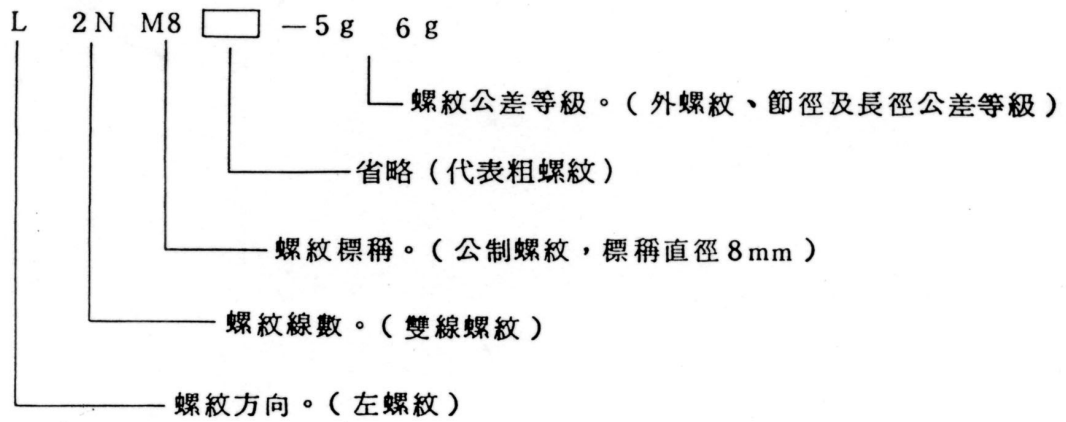 L 2N M8 －5g 6g
螺紋公差等級。（外螺紋、節徑及長徑公差等級）
省略（代表粗螺紋）
螺紋標稱。（公制螺紋，標稱直徑8mm）
螺紋線數。（雙線螺紋）
螺紋方向。（左螺紋）